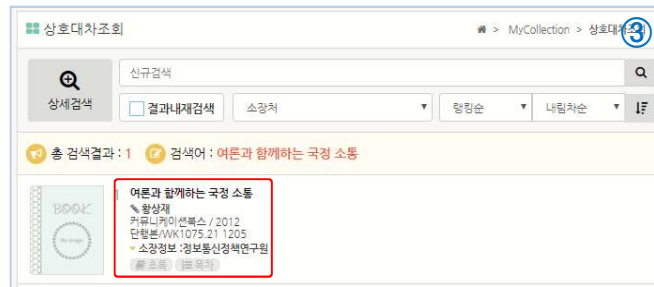 상호대차조회
MyCollection > 상호대차조회
③
신규검색
상세검색
결과내재검색 소장처 랭킹순 내림차순
총 검색결과 : 1 검색어 : 여론과 함께하는 국정 소통
BOOK
No Image
1 여론과 함께하는 국정 소통
황상재
커뮤니케이션북스 / 2012
단행본/WK1075.21 1205
소장정보 :정보통신정책연구원
초록 목차